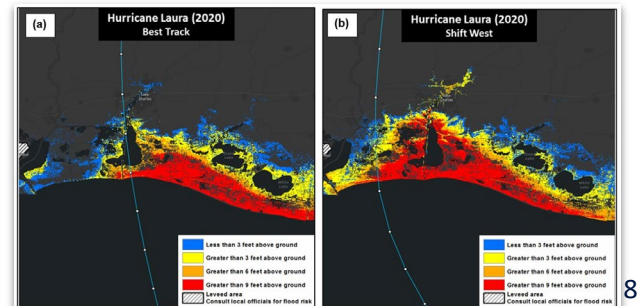 (a)
Hurricane Laura (2020)
Best Track
Less than 3 feet above ground
Greater than 3 feet above ground
Greater than 6 feet above ground
Greater than 9 feet above ground
Leveed area
Consult local officials for flood risk
(b)
Hurricane Laura (2020)
Shift West
Less than 3 feet above ground
Greater than 3 feet above ground
Greater than 6 feet above ground
Greater than 9 feet above ground
Leveed area
Consult local officials for flood risk
8